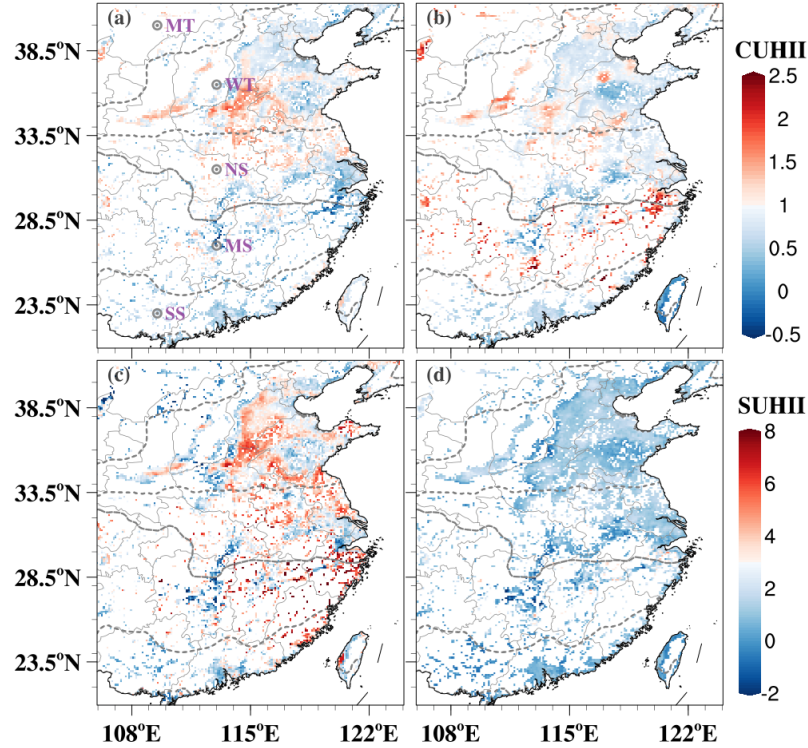 (a)
MT
WT
NS
MS
SS
38.5°N
33.5°N
28.5°N
23.5°N
(b)
CUHII
2.5
2
1.5
1
0.5
0
-0.5
(c)
38.5°N
33.5°N
28.5°N
23.5°N
108°E
115°E
122°E
(d)
108°E
115°E
122°E
SUHII
8
6
4
2
0
-2